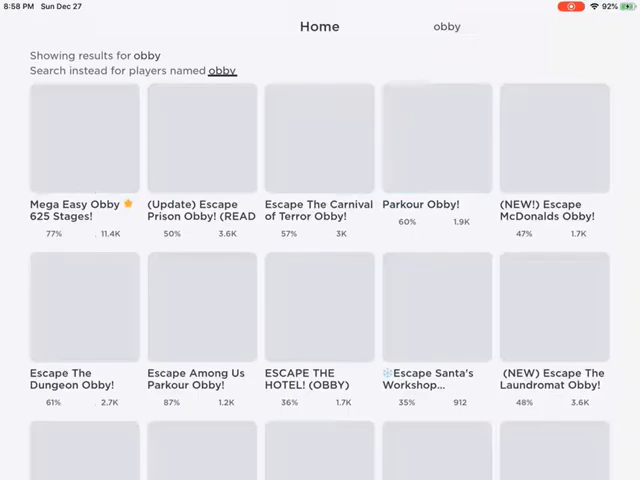 8:58 PM Sun Dec 27
92%
Home
obby
Showing results for obby
Search instead for players named obby
Mega Easy Obby
625 Stages!
77% 11.4K
(Update) Escape
Prison Obby! (READ
50% 3.6K
Escape The Carnival
of Terror Obby!
57% 3K
Parkour Obby!
60% 1.9K
(NEW!) Escape
McDonalds Obby!
47% 1.7K
Escape The
Dungeon Obby!
61% 2.7K
Escape Among Us
Parkour Obby!
87% 1.2K
ESCAPE THE
HOTEL! (OBBY)
36% 1.7K
❄️Escape Santa's
Workshop...
35% 912
(NEW) Escape The
Laundromat Obby!
48% 3.6K